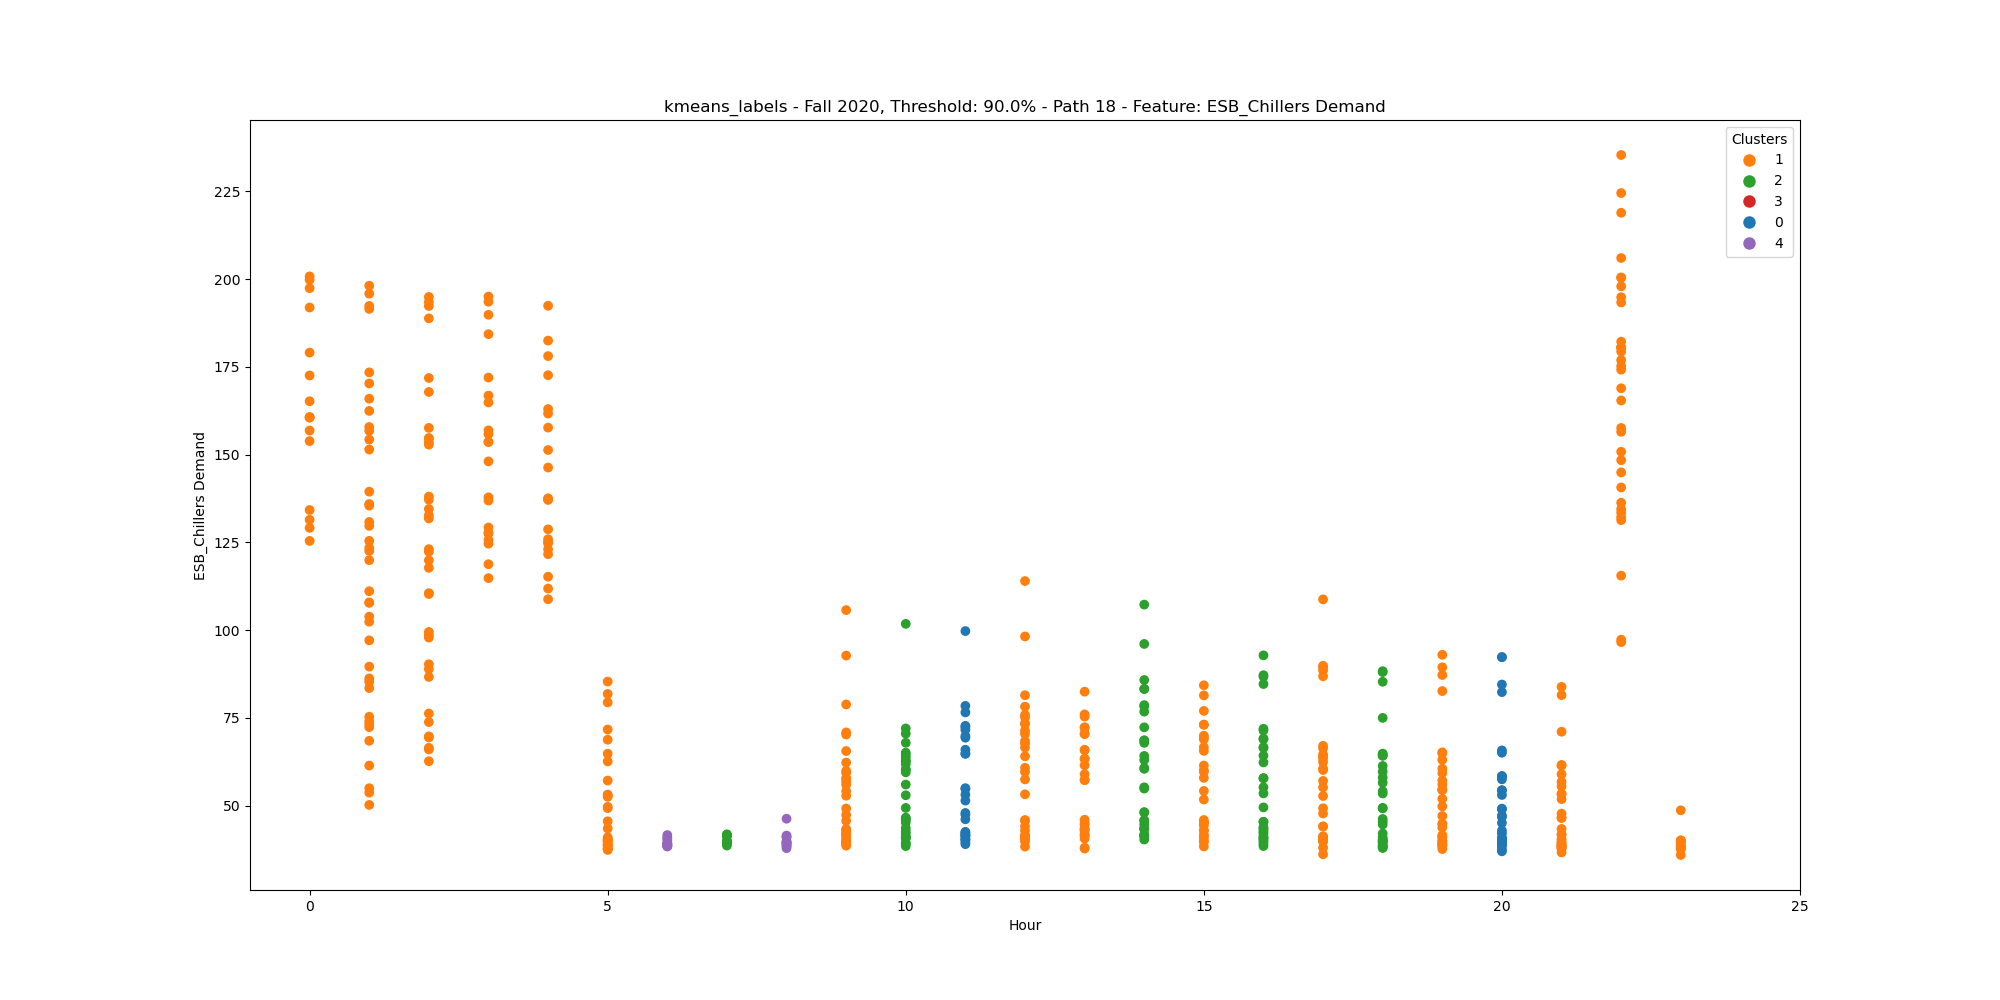 kmeans_labels - Fall 2020, Threshold: 90.0% - Path 18 - Feature: ESB_Chillers Demand
Clusters
1
2
3
0
4
225
200
175
150
125
100
75
50
ESB_Chillers Demand
0 5 10 15 20 25
Hour